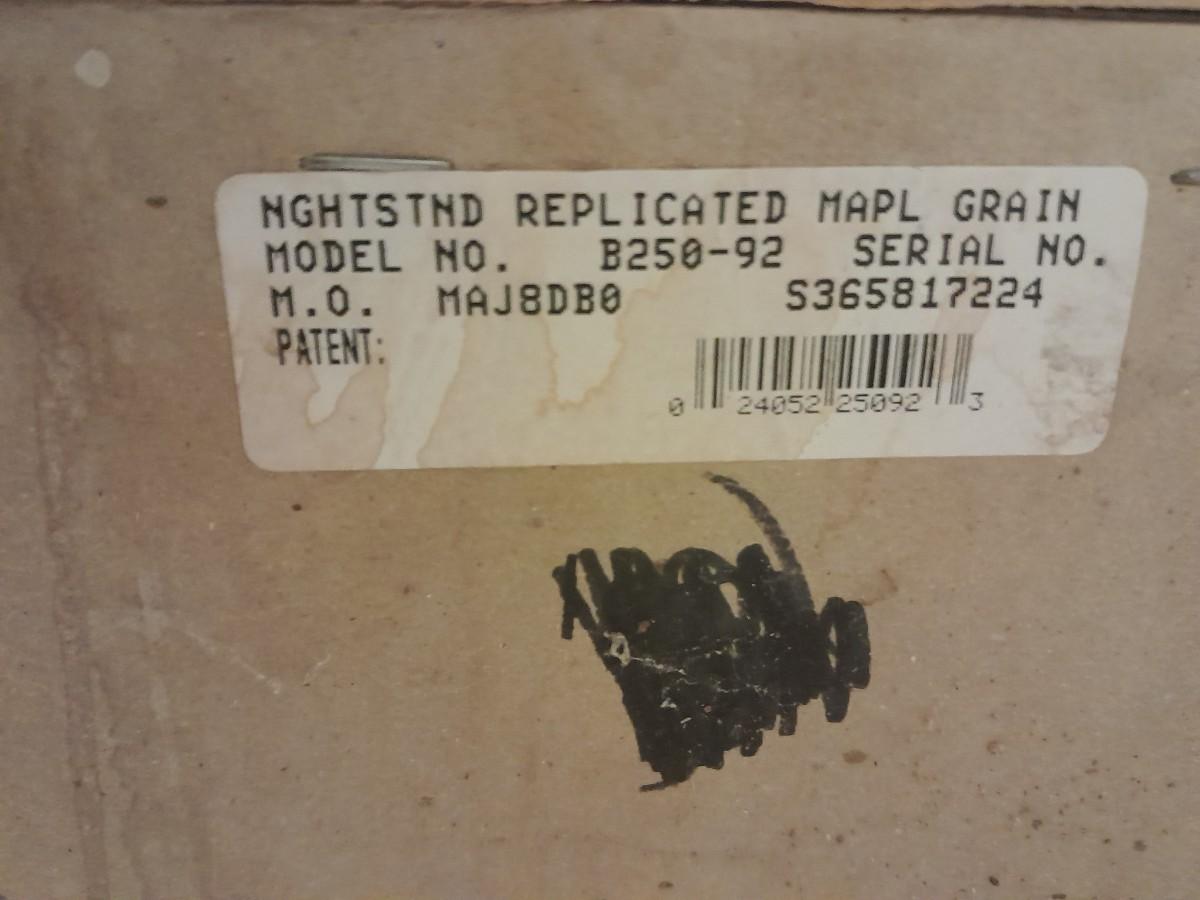 NGHTSTND REPLICATED MAPL GRAIN
MODEL NO. B250-92 SERIAL NO.
M.O. MAJ8DB0 S365817224
PATENT:
0 24052 25092 3